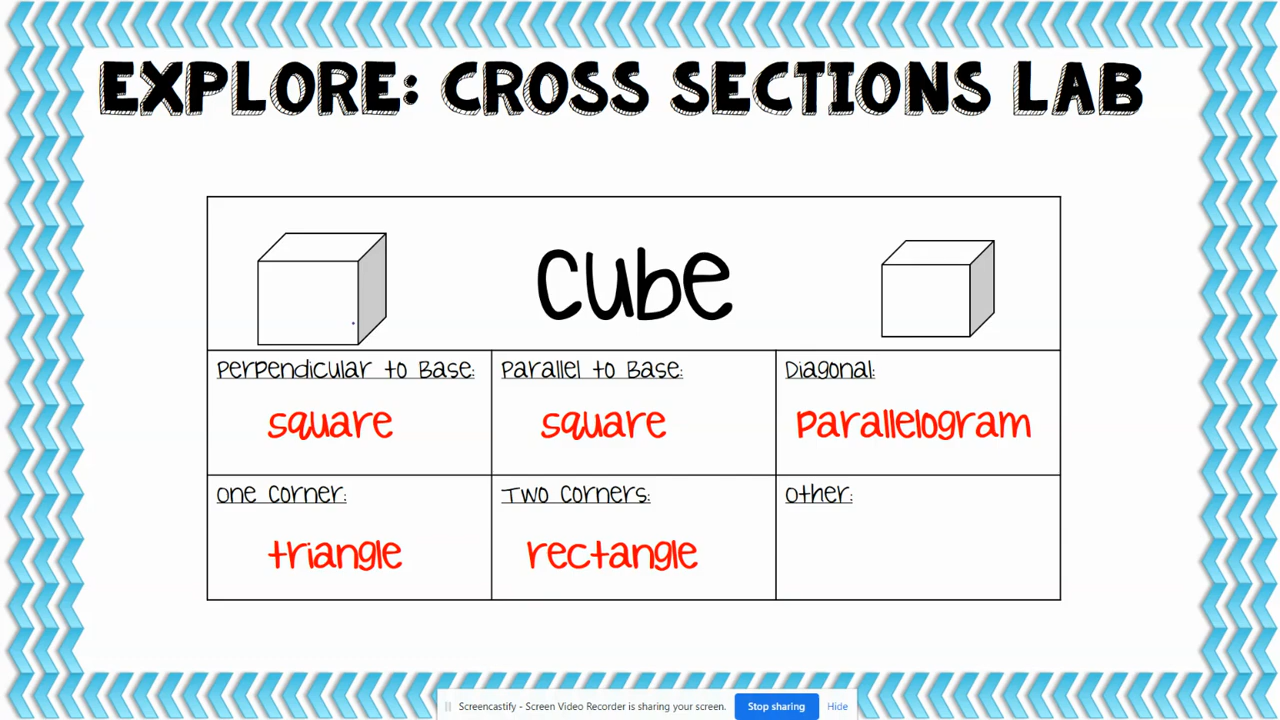 EXPLORE: CROSS SECTIONS LAB
cube
Perpendicular to Base:
square
Parallel to Base:
square
Diagonal:
parallelogram
One Corner:
triangle
Two Corners:
rectangle
Other:
Screencastify - Screen Video Recorder is sharing your screen.
Stop sharing
Hide